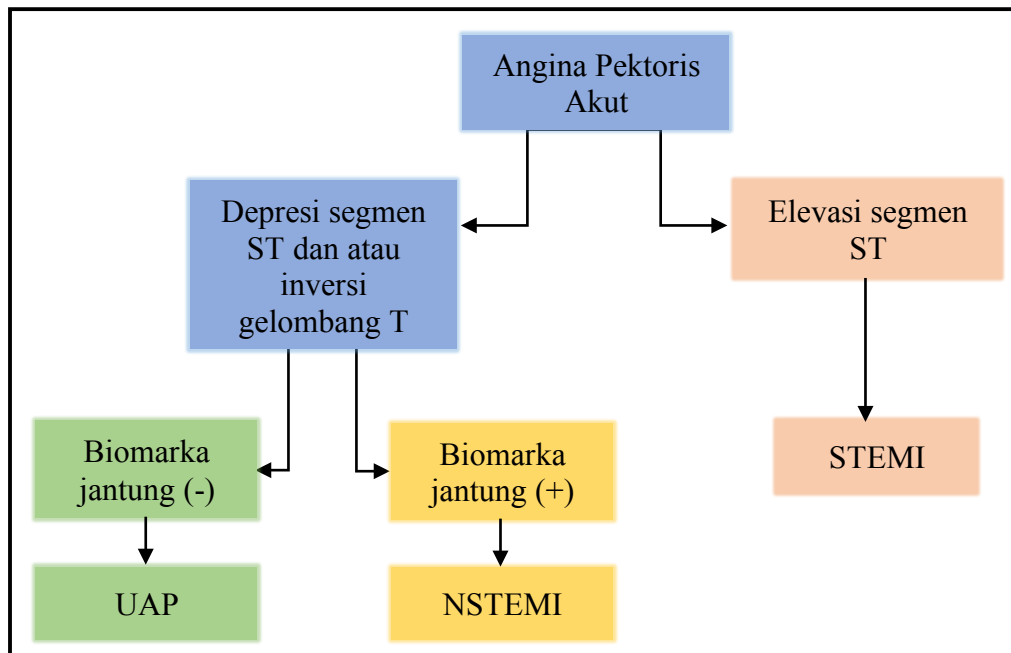 Angina Pektoris
Akut
Depresi segmen
ST dan atau
inversi
gelombang T
Elevasi segmen
ST
Biomarka
jantung (-)
Biomarka
jantung (+)
STEMI
UAP
NSTEMI